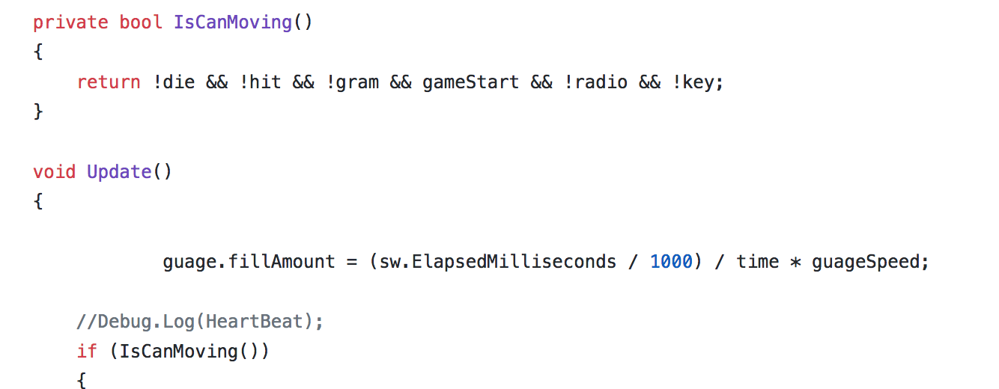 private bool IsCanMoving()
{
    return !die && !hit && !gram && gameStart && !radio && !key;
}
void Update()
{
            guage.fillAmount = (sw.ElapsedMilliseconds / 1000) / time * guageSpeed;
    //Debug.Log(HeartBeat);
    if (IsCanMoving())
    {